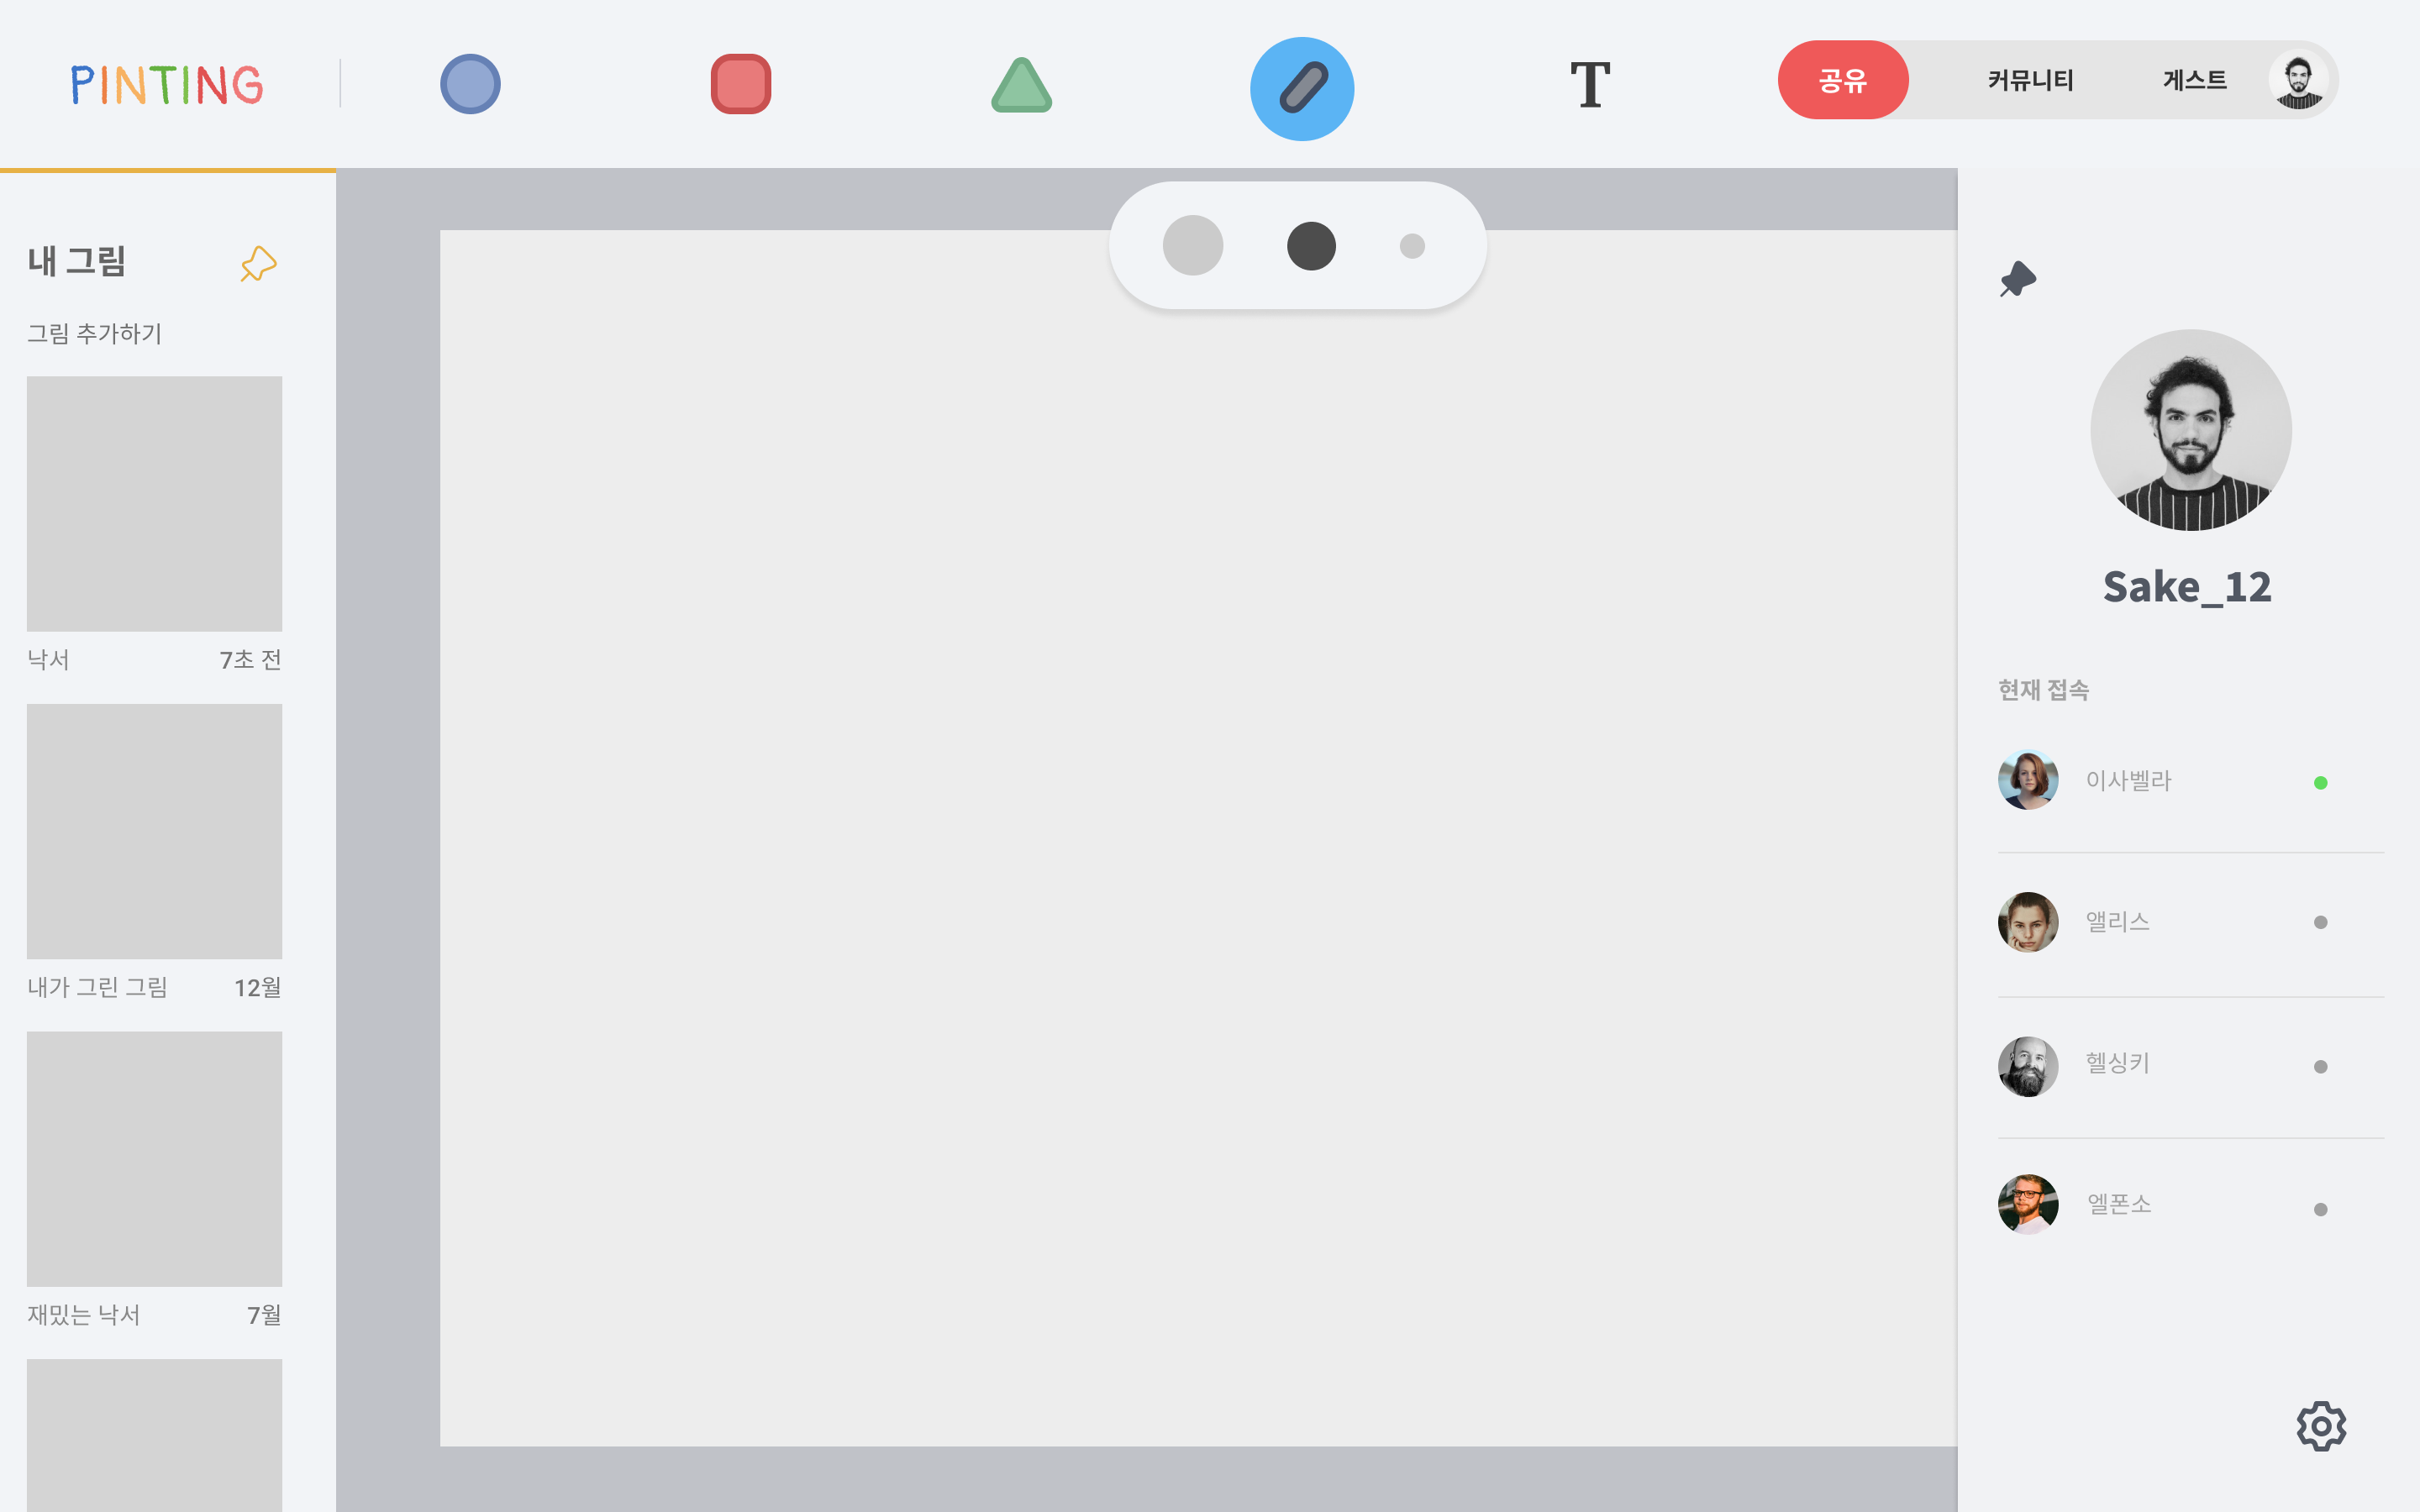 PINTING
T
공유
커뮤니티
게스트
내 그림
그림 추가하기
낙서
7초 전
내가 그린 그림
12월
재밌는 낙서
7월
Sake_12
현재 접속
이사벨라
앨리스
헬싱키
엘폰소